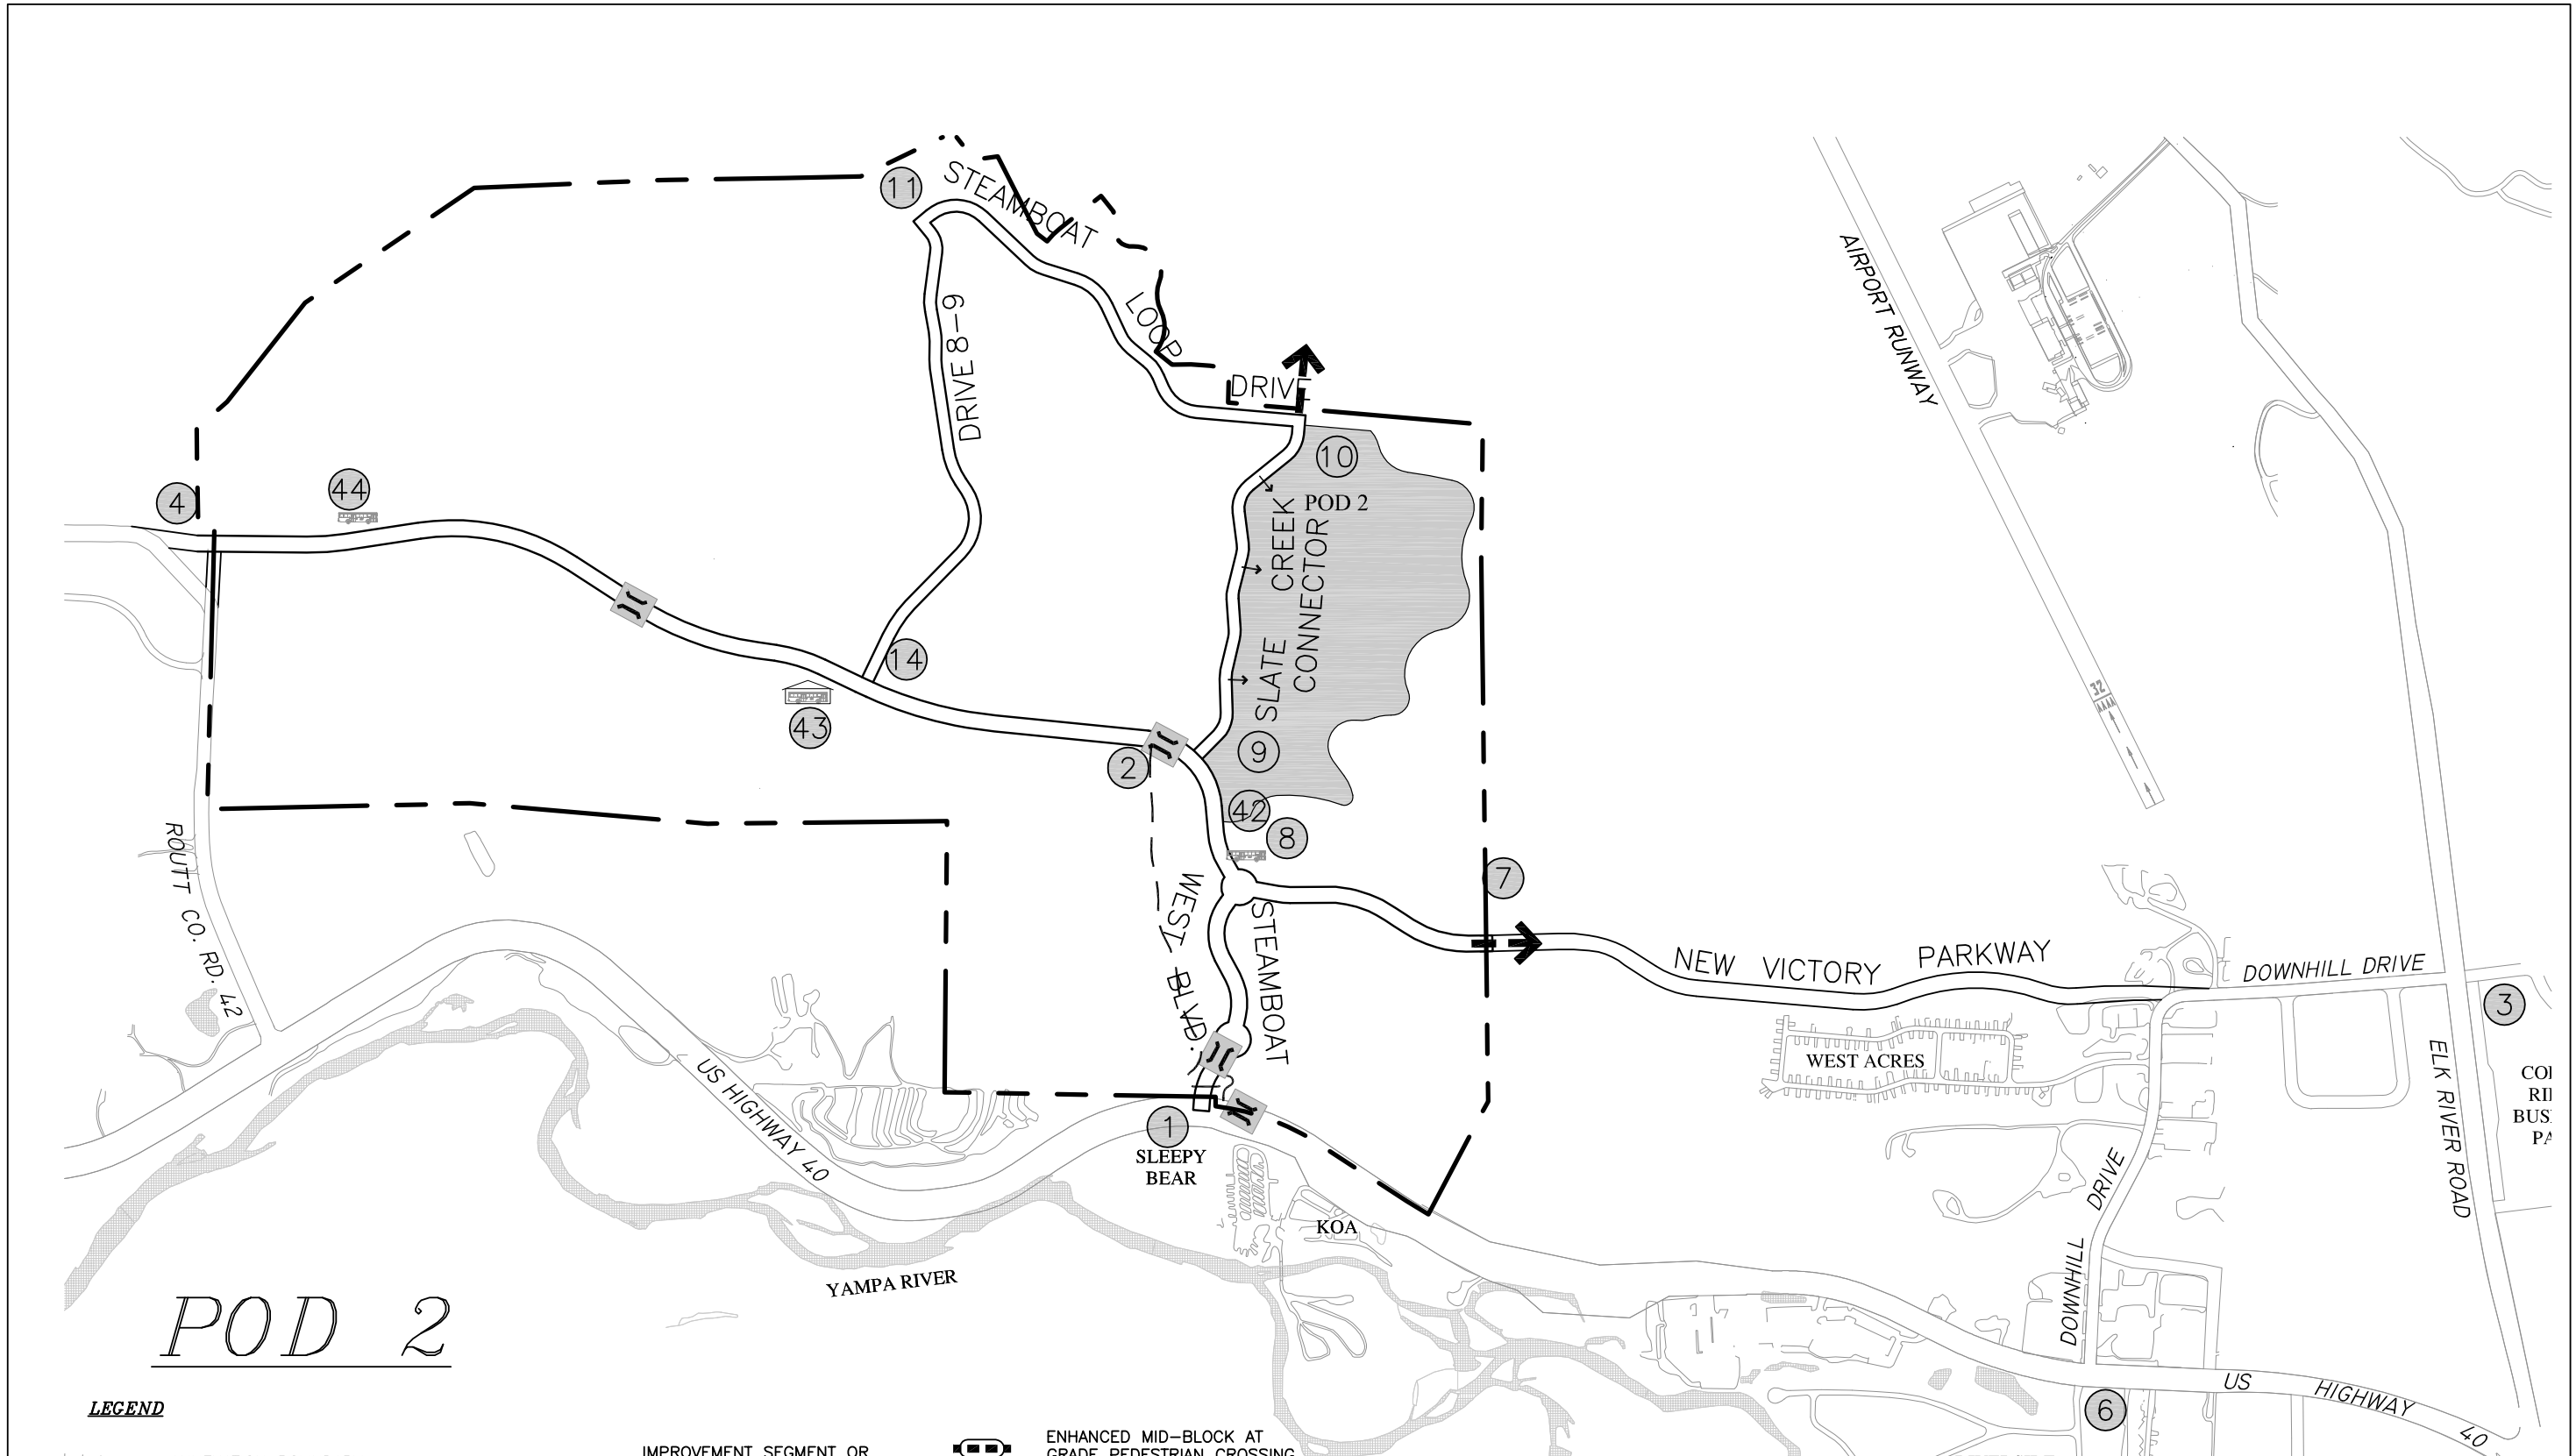 11
STEAMBOAT
LOOP
DRIVE
DRIVE 8-9
AIRPORT RUNWAY
10
POD 2
SLATE CREEK
CONNECTOR
4
44
14
43
2
9
42
8
7
32
ROUTT CO. RD. 42
WEST BLVD.
STEAMBOAT
NEW VICTORY PARKWAY
DOWNHILL DRIVE
3
WEST ACRES
ELK RIVER ROAD
US HIGHWAY 40
1
SLEEPY
BEAR
KOA
YAMPA RIVER
DOWNHILL DRIVE
6
US HIGHWAY 40
POD 2
LEGEND
IMPROVEMENT SEGMENT OR
ENHANCED MID-BLOCK AT
GRADE PEDESTRIAN CROSSING